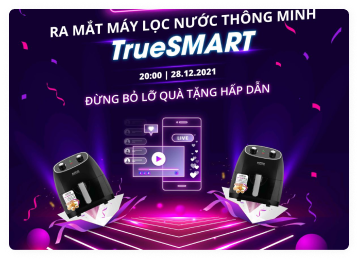 RA MẮT MÁY LỌC NƯỚC THÔNG MINH
TrueSMART
20:00 | 28.12.2021
ĐỪNG BỎ LỠ QUÀ TẶNG HẤP DẪN
LIVE